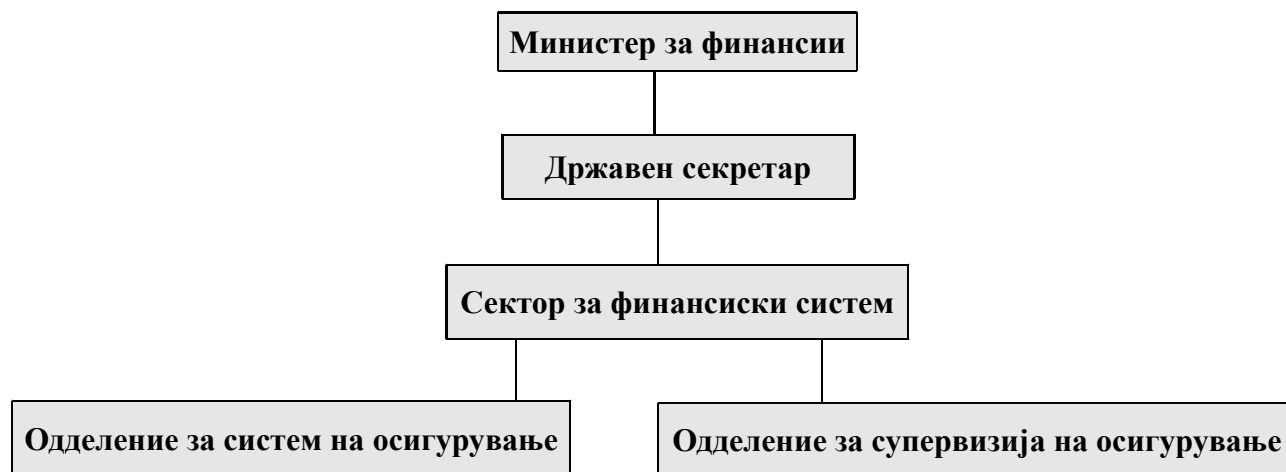 Министер за финансии
Државен секретар
Сектор за финансиски систем
Одделение за систем на осигурување
Одделение за супервизија на осигурување